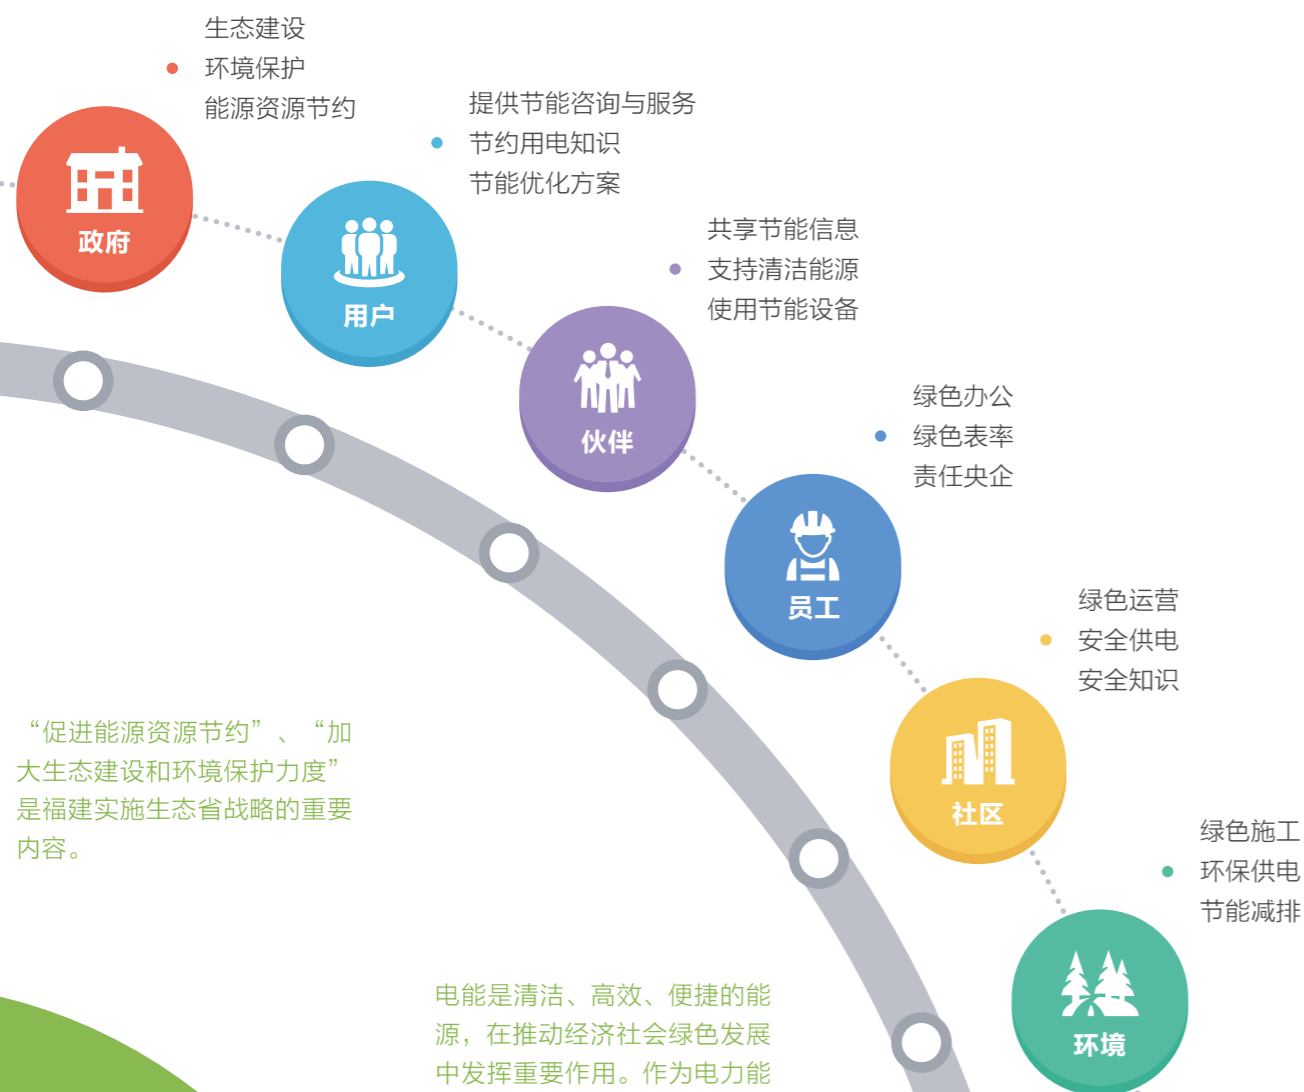 生态建设
环境保护
能源资源节约
政府
提供节能咨询与服务
节约用电知识
节能优化方案
用户
共享节能信息
支持清洁能源
使用节能设备
伙伴
绿色办公
绿色表率
责任央企
员工
绿色运营
安全供电
安全知识
社区
绿色施工
环保供电
节能减排
环境
“促进能源资源节约”、“加
大生态建设和环境保护力度”
是福建实施生态省战略的重要
内容。
电能是清洁、高效、便捷的能
源，在推动经济社会绿色发展
中发挥重要作用。作为电力能